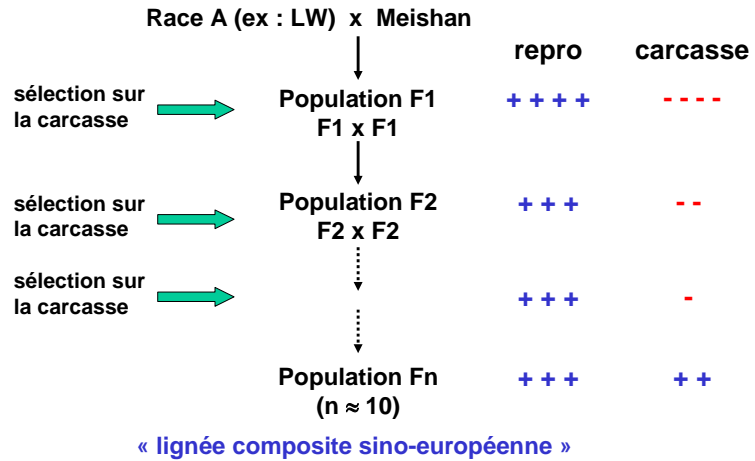 Race A (ex : LW) x Meishan
repro carcasse
sélection sur
la carcasse
Population F1
F1 x F1
+ + + + - - - -
sélection sur
la carcasse
Population F2
F2 x F2
+ + + - -
sélection sur
la carcasse
+ + + -
Population Fn
(n ≈ 10)
+ + + + +
« lignée composite sino-européenne »